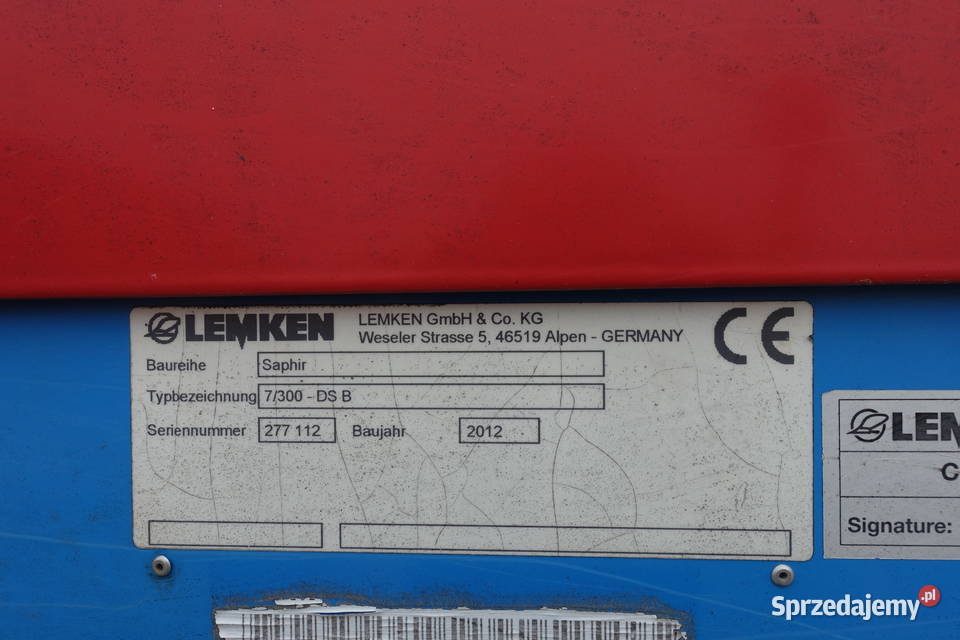 LEMKEN
LEMKEN GmbH & Co. KG
Weseler Strasse 5, 46519 Alpen - GERMANY
CE
Baureihe Saphir
Typbezeichnung 7/300 - DS B
Seriennummer 277 112 Baujahr 2012
LEM
C
Signature:
Sprzedajemy.pl